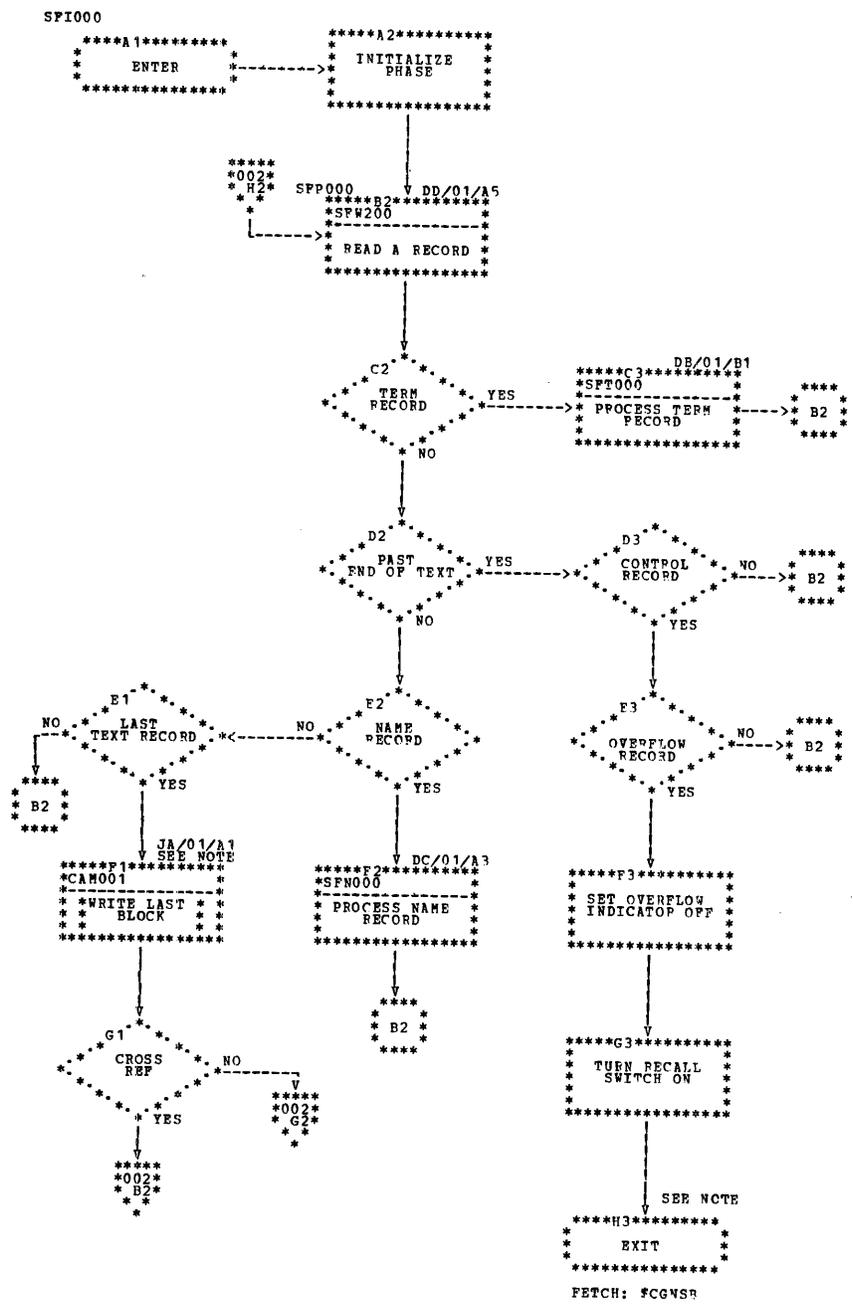 SFI000
A1
ENTER
A2
INITIALIZE
PHASE
002
H2
SFP000
DD/01/A5
B2
SFW200
READ A RECORD
C2
TERM
RECORD
YES
NO
DB/01/B1
C3
SFT000
PROCESS TERM
RECORD
B2
D2
PAST
END OF TEXT
YES
NO
D3
CONTROL
RECORD
NO
YES
B2
E1
LAST
TEXT RECORD
NO
YES
B2
E2
NAME
RECORD
NO
YES
E3
OVERFLOW
RECORD
NO
YES
B2
JA/01/A1
SEE NOTE
F1
CAM001
WRITE LAST
BLOCK
DC/01/A3
F2
SFN000
PROCESS NAME
RECORD
B2
F3
SET OVERFLOW
INDICATOR OFF
G1
CROSS
REF
NO
YES
002
G2
002
B2
G3
TURN RECALL
SWITCH ON
SEE NOTE
H3
EXIT
FETCH: